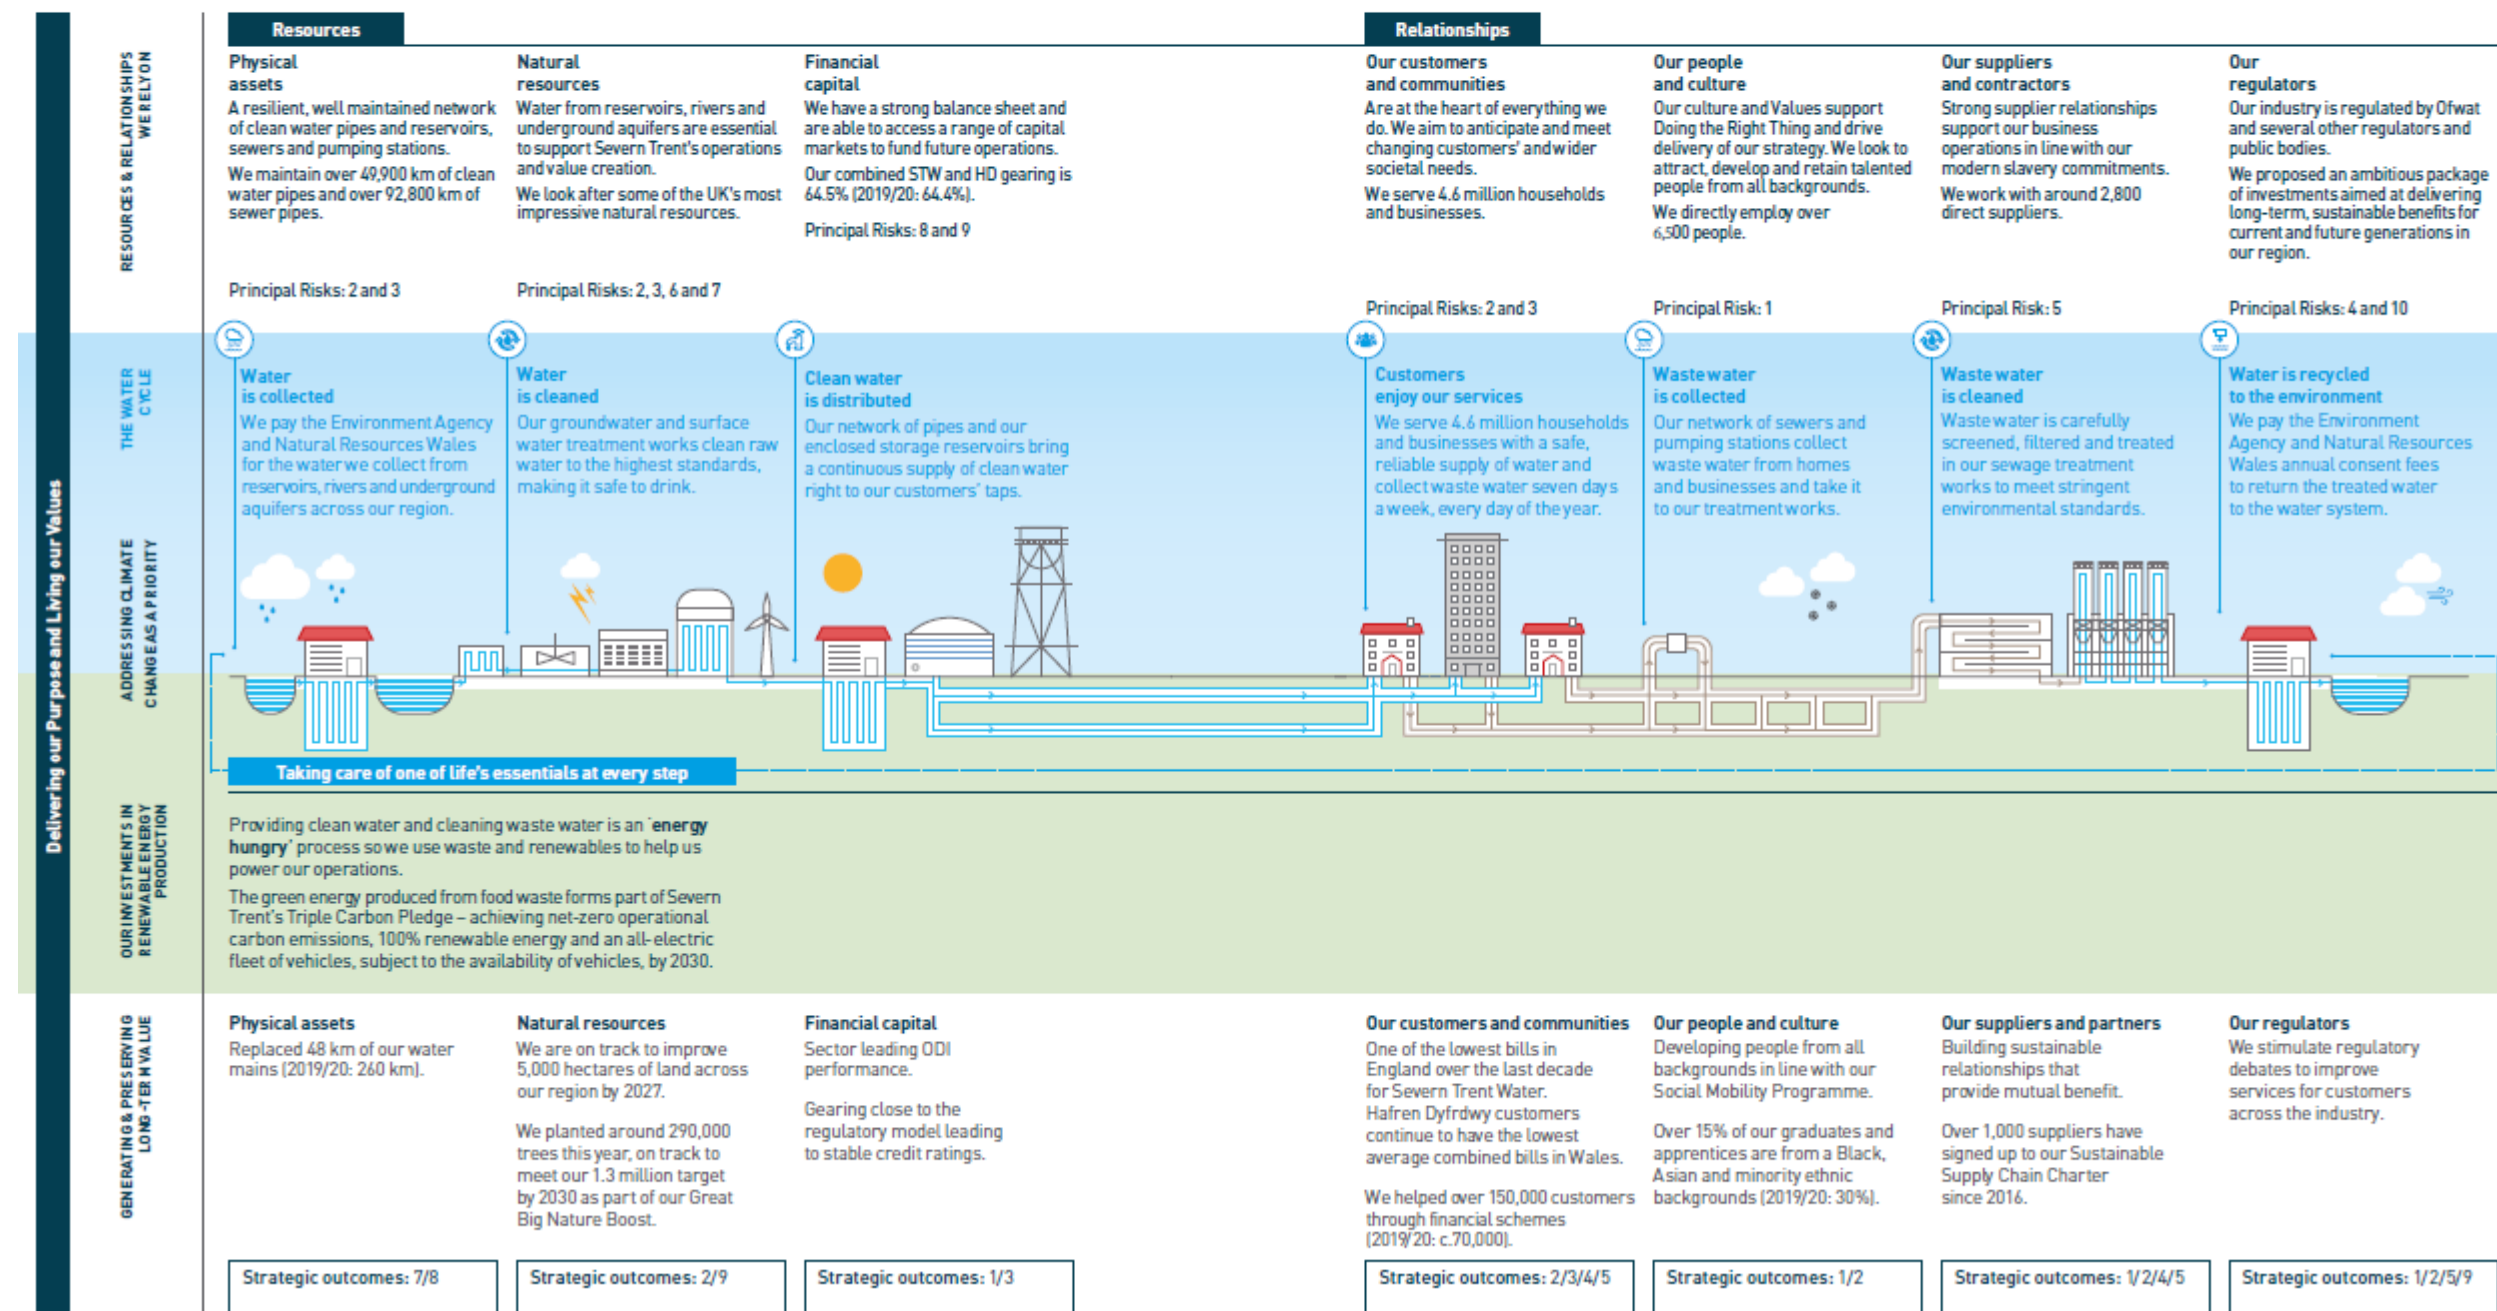 Delivering our Purpose and Living our Values
RESOURCES & RELATIONSHIPS
WE RELY ON
Resources
Physical
assets
A resilient, well maintained network
of clean water pipes and reservoirs,
sewers and pumping stations.
We maintain over 49,900 km of clean
water pipes and over 92,800 km of
sewer pipes.
Principal Risks: 2 and 3
Natural
resources
Water from reservoirs, rivers and
underground aquifers are essential
to support Severn Trent's operations
and value creation.
We look after some of the UK's most
impressive natural resources.
Principal Risks: 2, 3, 6 and 7
Financial
capital
We have a strong balance sheet and
are able to access a range of capital
markets to fund future operations.
Our combined STW and HD gearing is
64.5% (2019/20: 64.4%).
Principal Risks: 8 and 9
Relationships
Our customers
and communities
Are at the heart of everything we
do. We aim to anticipate and meet
changing customers' and wider
societal needs.
We serve 4.6 million households
and businesses.
Principal Risks: 2 and 3
Our people
and culture
Our culture and Values support
Doing the Right Thing and drive
delivery of our strategy. We look to
attract, develop and retain talented
people from all backgrounds.
We directly employ over
6,500 people.
Principal Risk: 1
Our suppliers
and contractors
Strong supplier relationships
support our business
operations in line with our
modern slavery commitments.
We work with around 2,800
direct suppliers.
Principal Risk: 5
Our
regulators
Our industry is regulated by Ofwat
and several other regulators and
public bodies.
We proposed an ambitious package
of investments aimed at delivering
long-term, sustainable benefits for
current and future generations in
our region.
Principal Risks: 4 and 10
THE WATER
CYCLE
Water
is collected
We pay the Environment Agency
and Natural Resources Wales
for the water we collect from
reservoirs, rivers and underground
aquifers across our region.
Water
is cleaned
Our groundwater and surface
water treatment works clean raw
water to the highest standards,
making it safe to drink.
Clean water
is distributed
Our network of pipes and our
enclosed storage reservoirs bring
a continuous supply of clean water
right to our customers' taps.
Customers
enjoy our services
We serve 4.6 million households
and businesses with a safe,
reliable supply of water and
collect waste water seven days
a week, every day of the year.
Waste water
is collected
Our network of sewers and
pumping stations collect
waste water from homes
and businesses and take it
to our treatment works.
Waste water
is cleaned
Waste water is carefully
screened, filtered and treated
in our sewage treatment
works to meet stringent
environmental standards.
Water is recycled
to the environment
We pay the Environment
Agency and Natural Resources
Wales annual consent fees
to return the treated water
to the water system.
ADDRESSING CLIMATE
CHANGE AS A PRIORITY
Taking care of one of life's essentials at every step
OUR INVESTMENTS IN
RENEWABLE ENERGY
PRODUCTION
Providing clean water and cleaning waste water is an 'energy
hungry' process so we use waste and renewables to help us
power our operations.
The green energy produced from food waste forms part of Severn
Trent's Triple Carbon Pledge – achieving net-zero operational
carbon emissions, 100% renewable energy and an all-electric
fleet of vehicles, subject to the availability of vehicles, by 2030.
GENERATING & PRESERVING
LONG-TERM VALUE
Physical assets
Replaced 48 km of our water
mains (2019/20: 260 km).
Strategic outcomes: 7/8
Natural resources
We are on track to improve
5,000 hectares of land across
our region by 2027.
We planted around 290,000
trees this year, on track to
meet our 1.3 million target
by 2030 as part of our Great
Big Nature Boost.
Strategic outcomes: 2/9
Financial capital
Sector leading ODI
performance.
Gearing close to the
regulatory model leading
to stable credit ratings.
Strategic outcomes: 1/3
Our customers and communities
One of the lowest bills in
England over the last decade
for Severn Trent Water.
Hafren Dyfrdwy customers
continue to have the lowest
average combined bills in Wales.
We helped over 150,000 customers
through financial schemes
(2019/20: c.70,000).
Strategic outcomes: 2/3/4/5
Our people and culture
Developing people from all
backgrounds in line with our
Social Mobility Programme.
Over 15% of our graduates and
apprentices are from a Black,
Asian and minority ethnic
backgrounds (2019/20: 30%).
Strategic outcomes: 1/2
Our suppliers and partners
Building sustainable
relationships that
provide mutual benefit.
Over 1,000 suppliers have
signed up to our Sustainable
Supply Chain Charter
since 2016.
Strategic outcomes: 1/2/4/5
Our regulators
We stimulate regulatory
debates to improve
services for customers
across the industry.
Strategic outcomes: 1/2/5/9